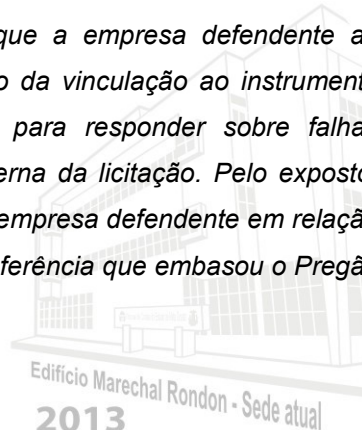 que a empresa defendente a
o da vinculação ao instrument
para responder sobre falha
erna da licitação. Pelo exposto
empresa defendente em relaçã
ferência que embasou o Pregã
Edifício Marechal Rondon - Sede atual
2013